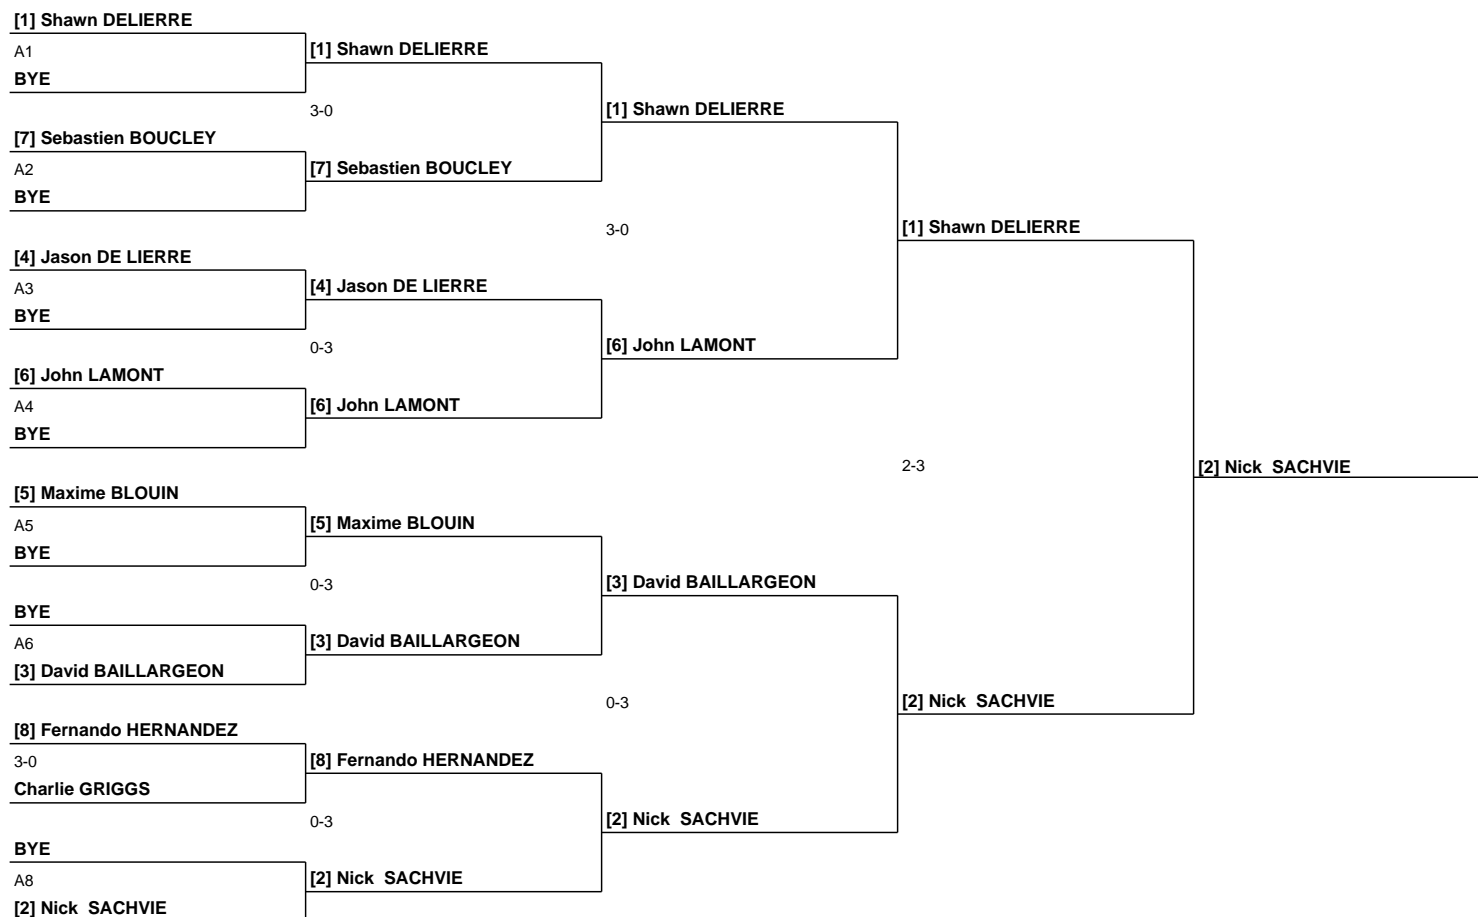 [1] Shawn DELIERRE
A1
BYE
[7] Sebastien BOUCLEY
A2
BYE
[4] Jason DE LIERRE
A3
BYE
[6] John LAMONT
A4
BYE
[5] Maxime BLOUIN
A5
BYE
BYE
A6
[3] David BAILLARGEON
[8] Fernando HERNANDEZ
3-0
Charlie GRIGGS
BYE
A8
[2] Nick SACHVIE
[1] Shawn DELIERRE
3-0
[7] Sebastien BOUCLEY
[4] Jason DE LIERRE
0-3
[6] John LAMONT
[5] Maxime BLOUIN
0-3
[3] David BAILLARGEON
[8] Fernando HERNANDEZ
0-3
[2] Nick SACHVIE
[1] Shawn DELIERRE
3-0
[6] John LAMONT
[3] David BAILLARGEON
0-3
[2] Nick SACHVIE
[1] Shawn DELIERRE
2-3
[2] Nick SACHVIE
[2] Nick SACHVIE